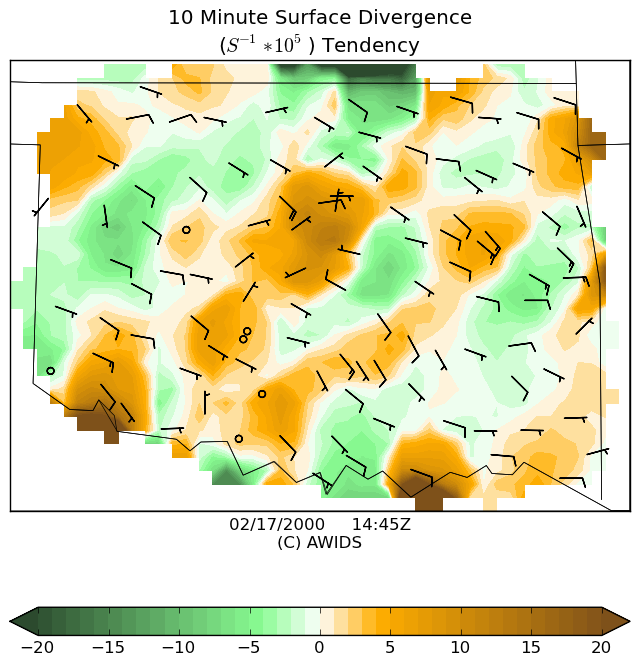 10 Minute Surface Divergence
(S⁻¹ * 10⁵ ) Tendency
02/17/2000 14:45Z
(C) AWIDS
−20 −15 −10 −5 0 5 10 15 20